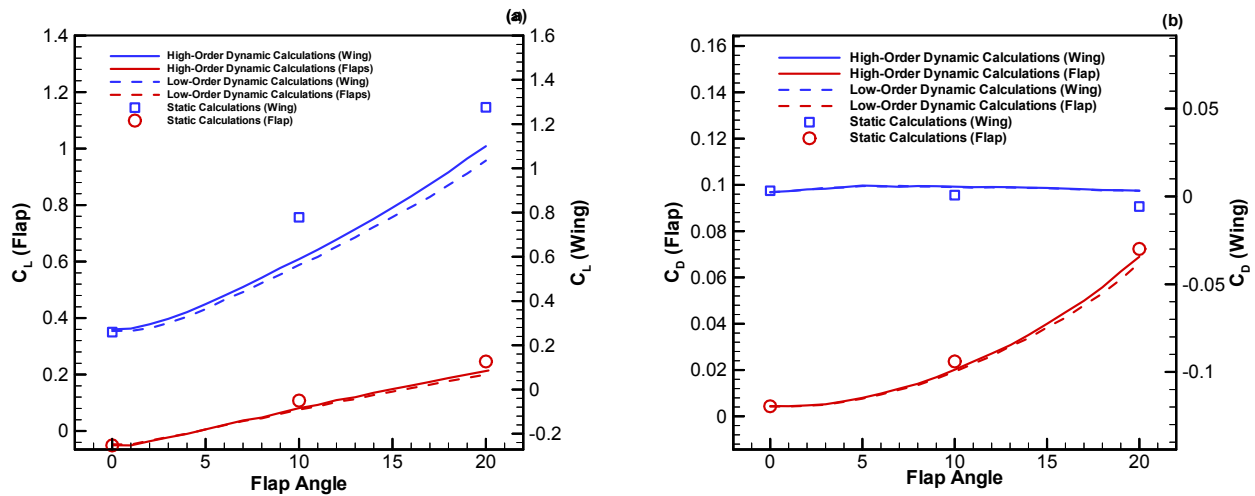 (a)
High-Order Dynamic Calculations (Wing)
High-Order Dynamic Calculations (Flaps)
Low-Order Dynamic Calculations (Wing)
Low-Order Dynamic Calculations (Flaps)
Static Calculations (Wing)
Static Calculations (Flap)
1.4
1.2
1
0.8
0.6
0.4
0.2
0
C_L (Flap)
1.6
1.4
1.2
1
0.8
0.6
0.4
0.2
0
-0.2
C_L (Wing)
0 5 10 15 20
Flap Angle
(b)
High-Order Dynamic Calculations (Wing)
High-Order Dynamic Calculations (Flap)
Low-Order Dynamic Calculations (Wing)
Low-Order Dynamic Calculations (Flap)
Static Calculations (Wing)
Static Calculations (Flap)
0.16
0.14
0.12
0.1
0.08
0.06
0.04
0.02
0
C_D (Flap)
0.05
0
-0.05
-0.1
C_D (Wing)
0 5 10 15 20
Flap Angle